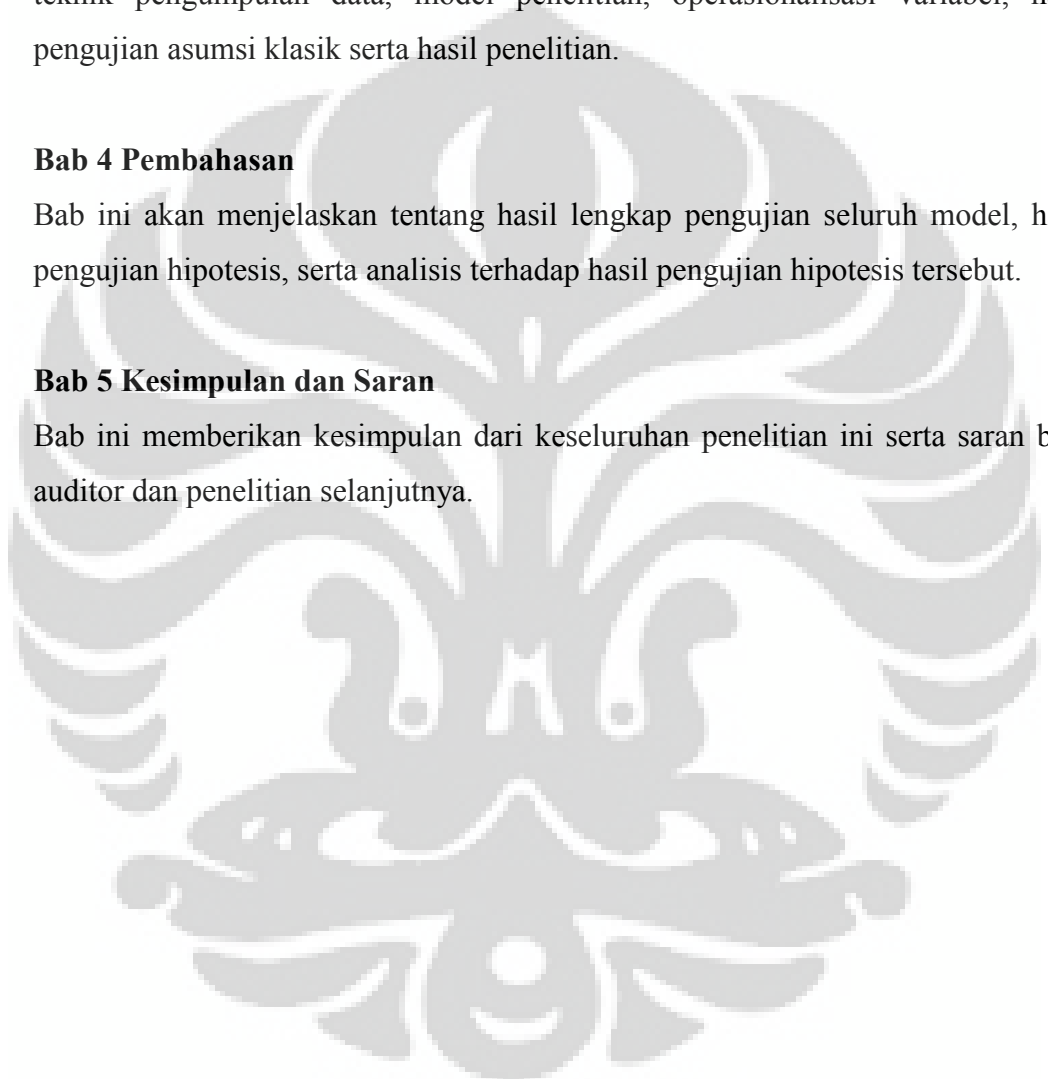 teknik pengumpulan data, model penelitian, operasionalisasi variabel,
pengujian asumsi klasik serta hasil penelitian.
Bab 4 Pembahasan
Bab ini akan menjelaskan tentang hasil lengkap pengujian seluruh model,
pengujian hipotesis, serta analisis terhadap hasil pengujian hipotesis tersebut.
Bab 5 Kesimpulan dan Saran
Bab ini memberikan kesimpulan dari keseluruhan penelitian ini serta saran
auditor dan penelitian selanjutnya.